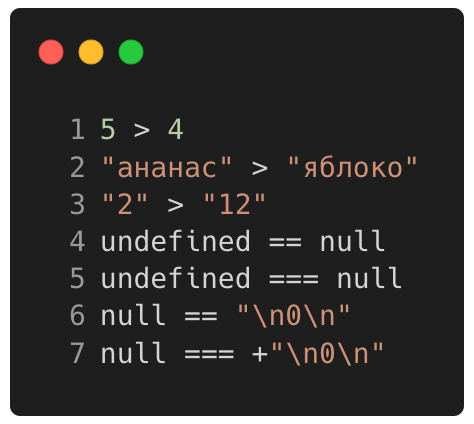 1 5 > 4
2 "ананас" > "яблоко"
3 "2" > "12"
4 undefined == null
5 undefined === null
6 null == "\n0\n"
7 null === +"\n0\n"